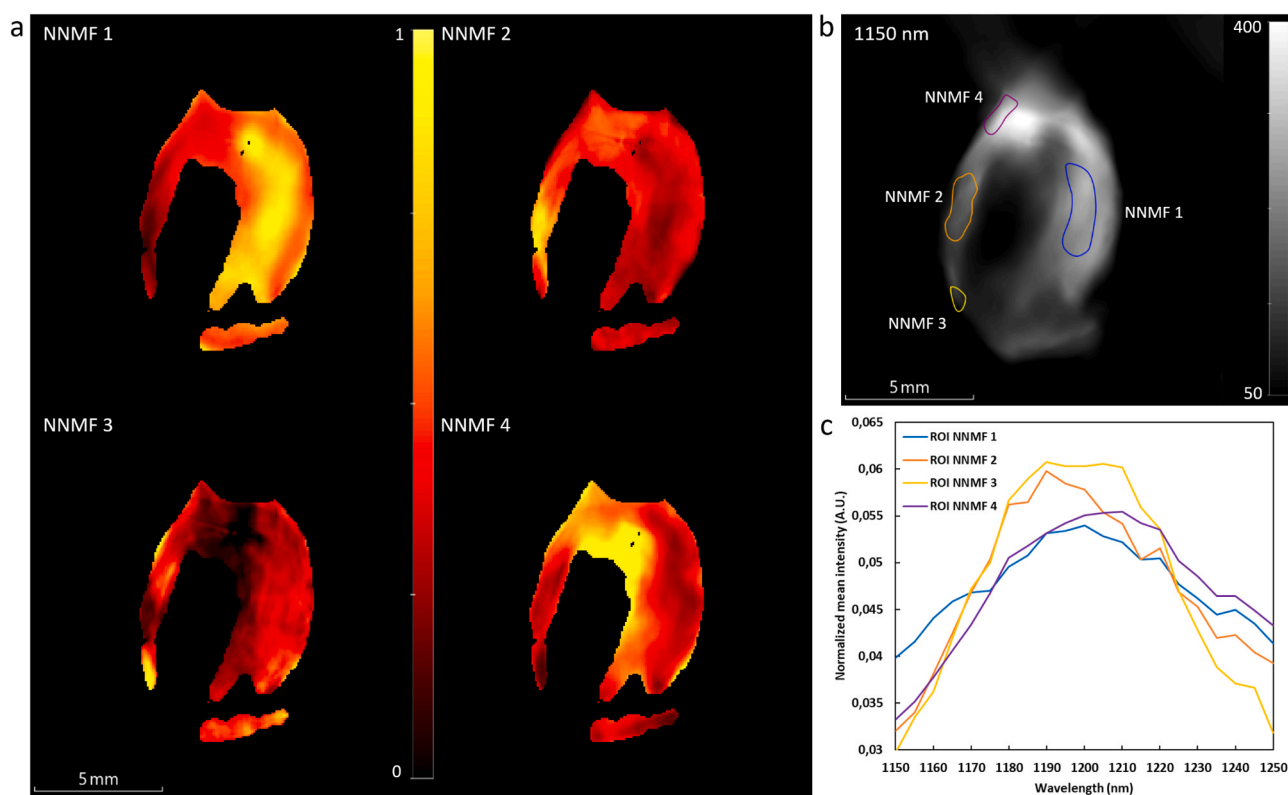 a
NNMF 1
1
NNMF 2
NNMF 3
NNMF 4
0
5 mm
b
1150 nm
400
NNMF 4
NNMF 2
NNMF 1
NNMF 3
5 mm
50
c
0,065
0,06
0,055
0,05
0,045
0,04
0,035
0,03
Normalized mean intensity (A.U.)
ROI NNMF 1
ROI NNMF 2
ROI NNMF 3
ROI NNMF 4
1150 1160 1170 1180 1190 1200 1210 1220 1230 1240 1250
Wavelength (nm)